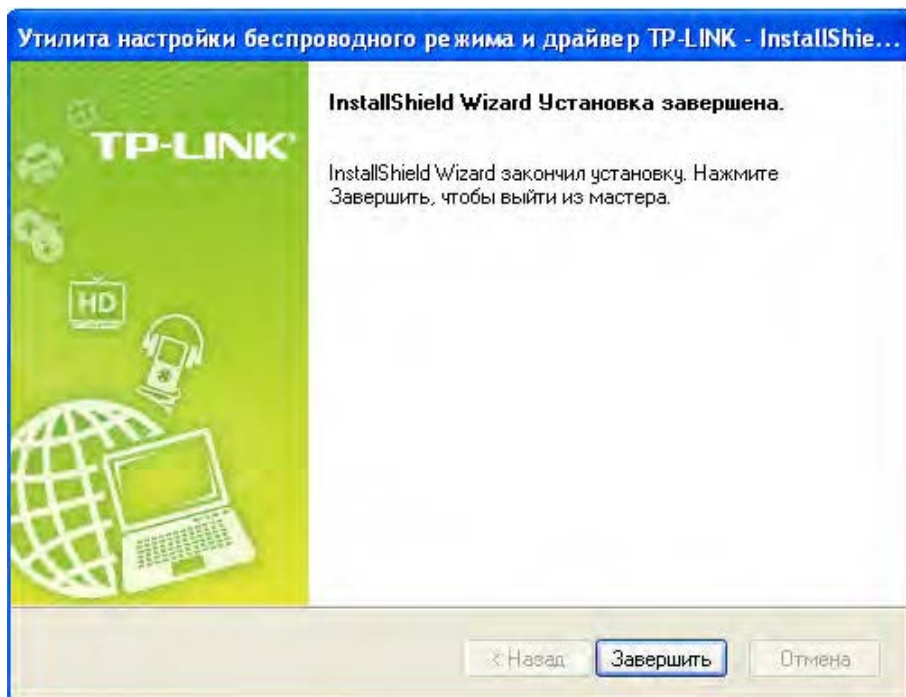 Утилита настройки беспроводного режима и драйвер TP-LINK - InstallShie...
TP-LINK®
InstallShield Wizard Установка завершена.
InstallShield Wizard закончил установку. Нажмите
Завершить, чтобы выйти из мастера.
HD
< Назад
Завершить
Отмена